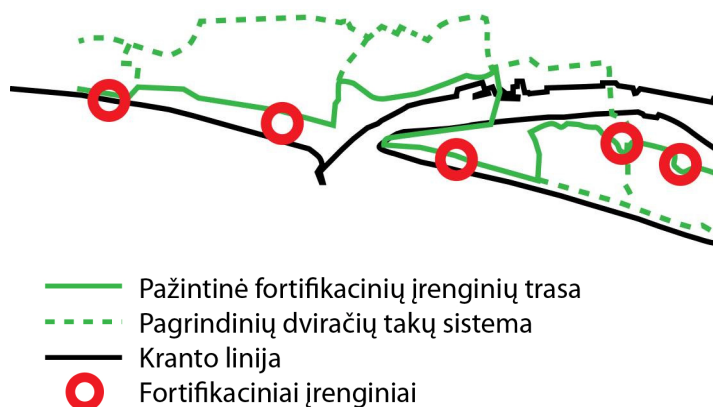 Pažintinė fortifikacinių įrenginių trasa
Pagrindinių dviračių takų sistema
Kranto linija
Fortifikaciniai įrenginiai